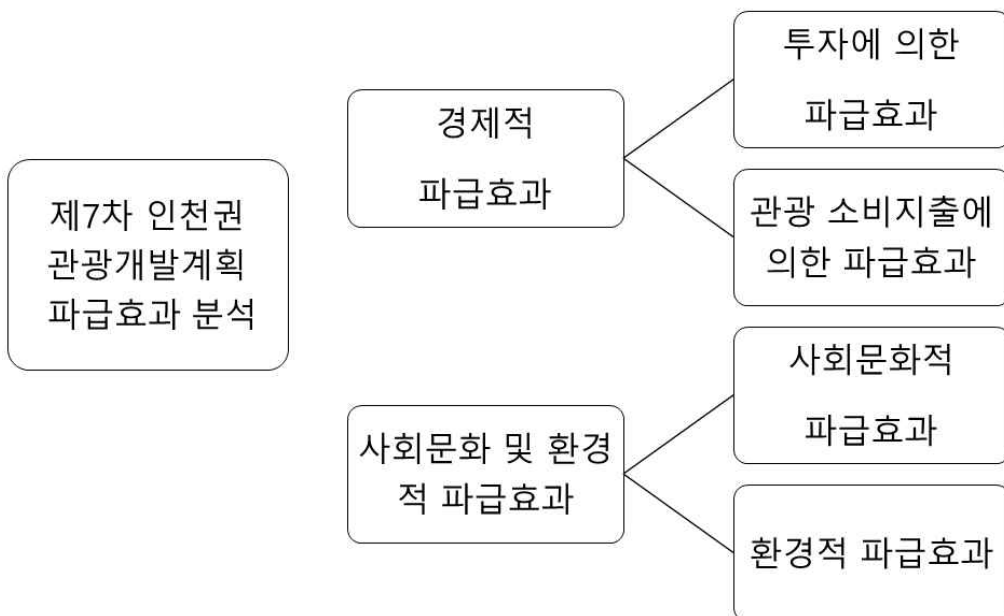 제7차 인천권
관광개발계획
파급효과 분석
경제적
파급효과
투자에 의한
파급효과
관광 소비지출에
의한 파급효과
사회문화 및 환경
적 파급효과
사회문화적
파급효과
환경적 파급효과